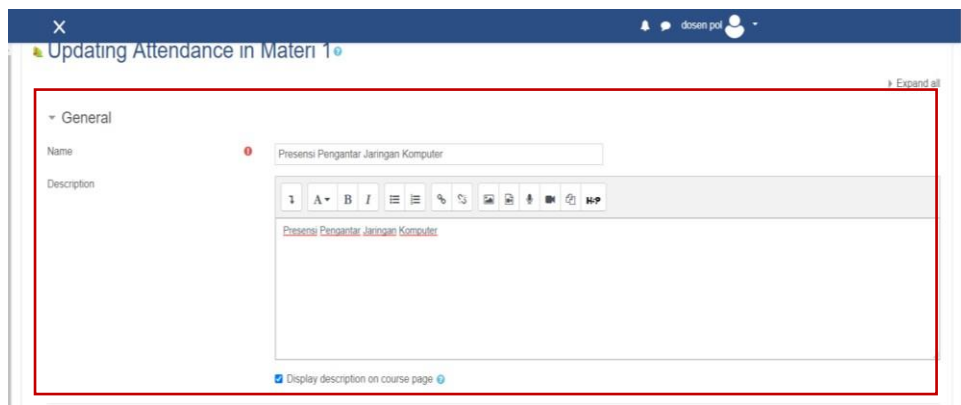 dosen pol
Updating Attendance in Materi 1
Expand all
General
Name
Presensi Pengantar Jaringan Komputer
Description
A B I H-P
Presensi Pengantar Jaringan Komputer
Display description on course page